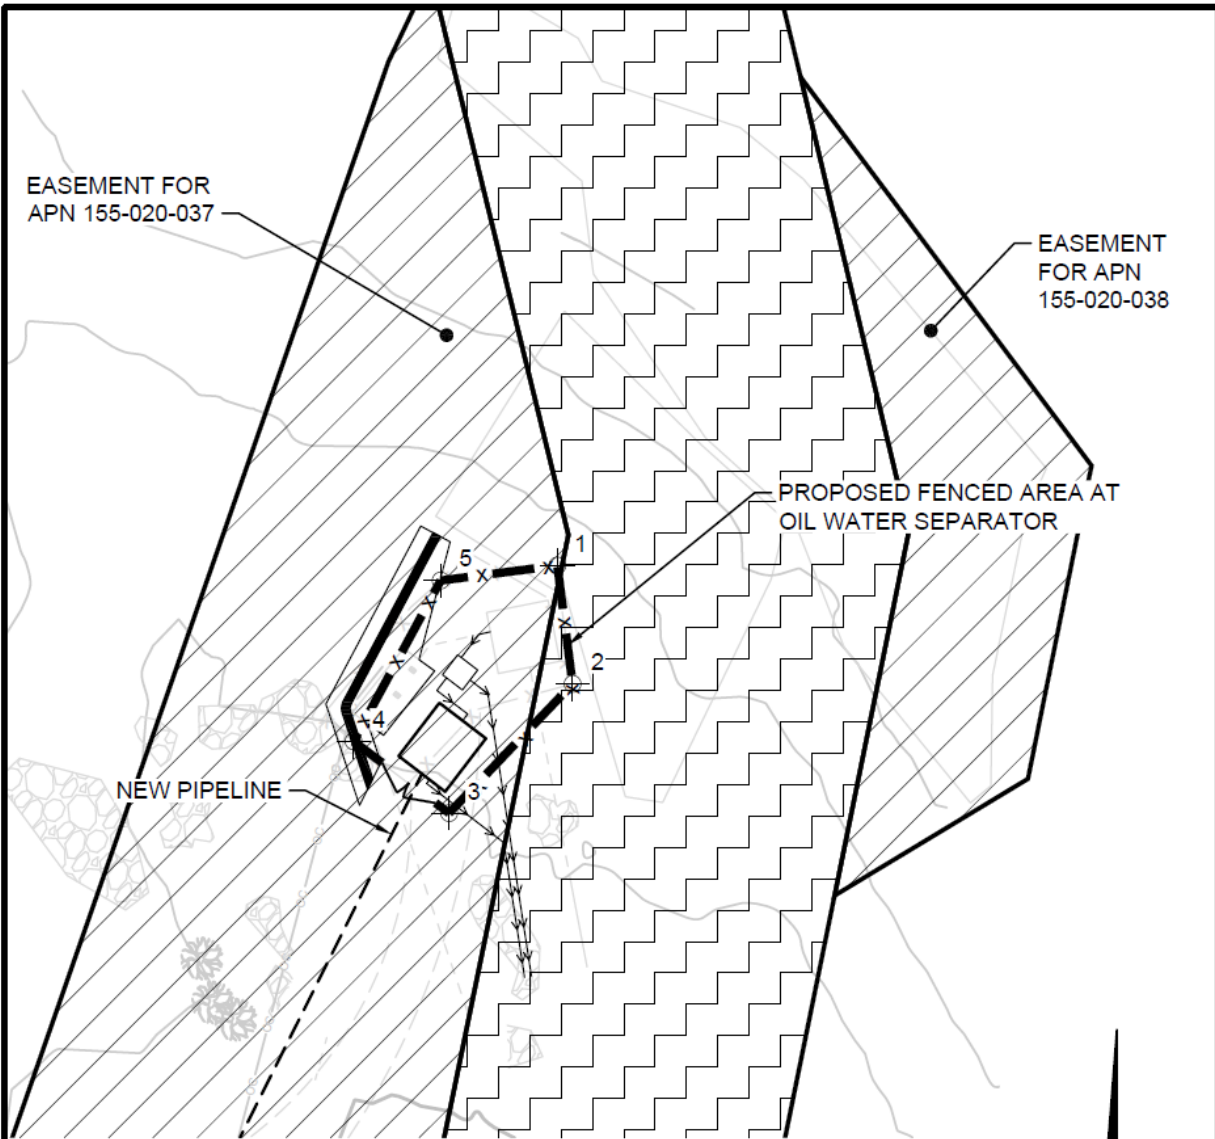 EASEMENT FOR
APN 155-020-037
EASEMENT
FOR APN
155-020-038
PROPOSED FENCED AREA AT
OIL WATER SEPARATOR
1
5
2
4
3
NEW PIPELINE